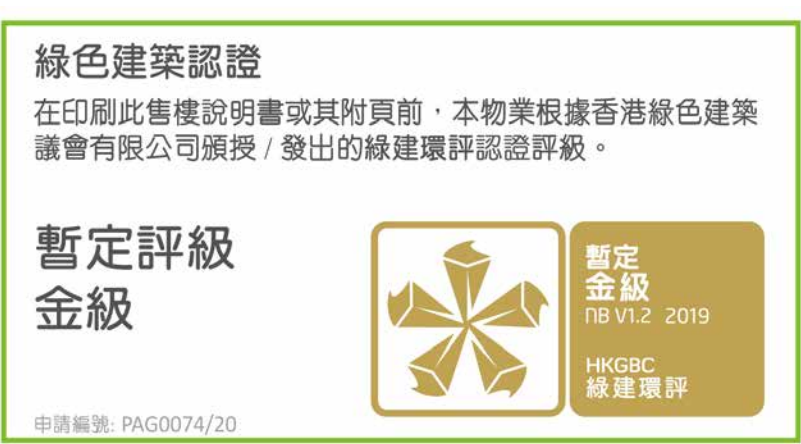 綠色建築認證
在印刷此售樓說明書或其附頁前，本物業根據香港綠色建築
議會有限公司頒授 / 發出的綠建環評認證評級。
暫定評級
金級
暫定
金級
NB V1.2 2019
HKGBC
綠建環評
申請編號: PAG0074/20